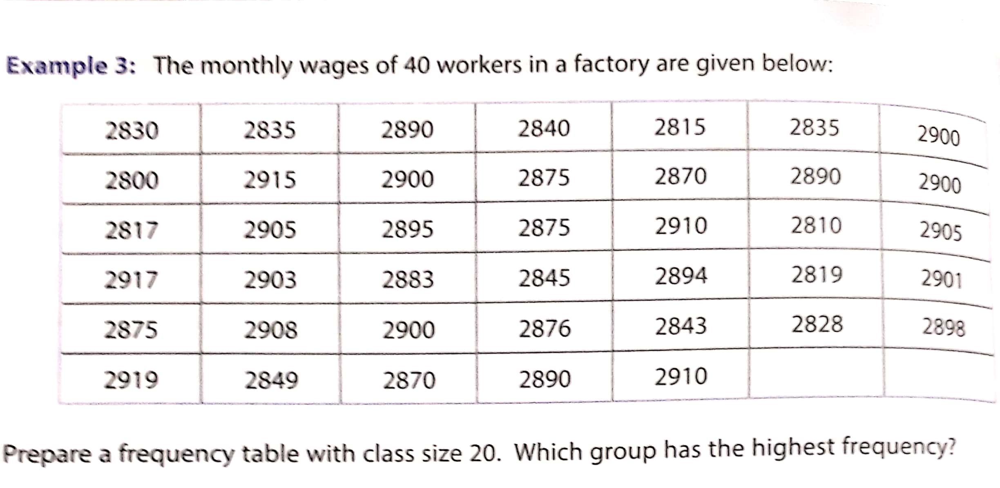 Example 3: The monthly wages of 40 workers in a factory are given below:
2830 2835 2890 2840 2815 2835 2900
2800 2915 2900 2875 2870 2890 2900
2817 2905 2895 2875 2910 2810 2905
2917 2903 2883 2845 2894 2819 2901
2875 2908 2900 2876 2843 2828 2898
2919 2849 2870 2890 2910
Prepare a frequency table with class size 20. Which group has the highest frequency?